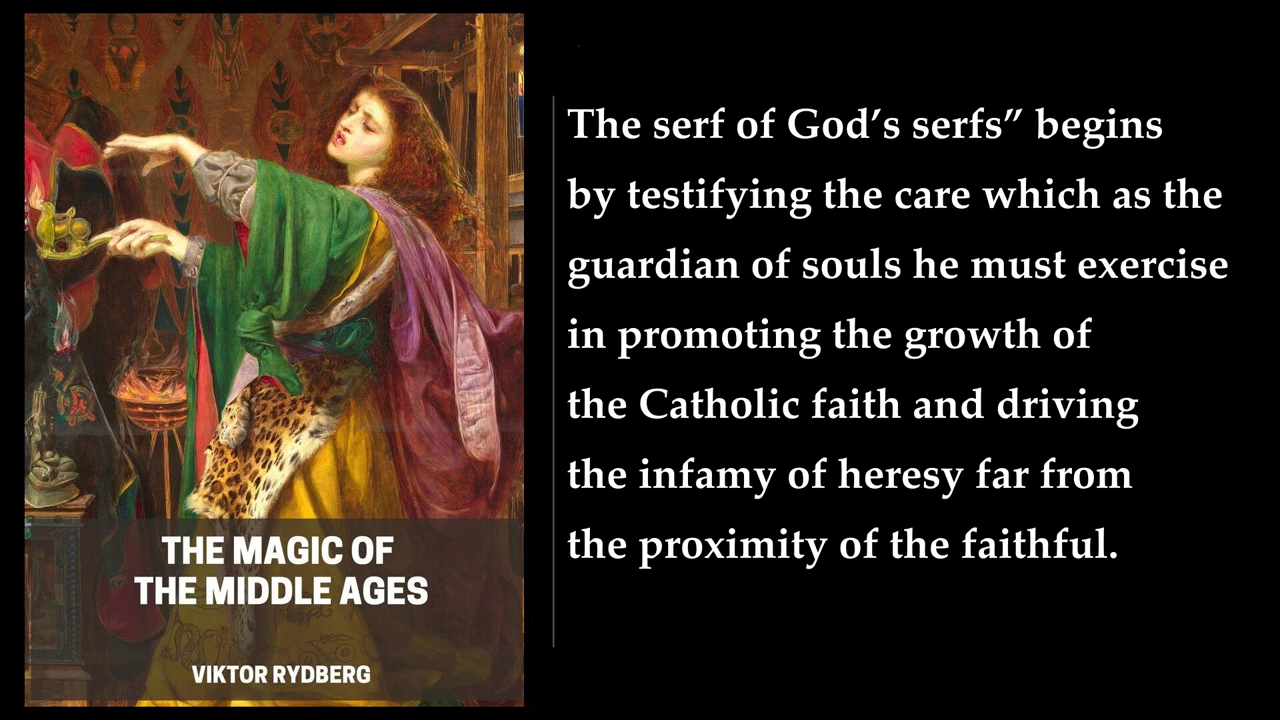 THE MAGIC OF
THE MIDDLE AGES
VIKTOR RYDBERG
The serf of God’s serfs” begins
by testifying the care which as the
guardian of souls he must exercise
in promoting the growth of
the Catholic faith and driving
the infamy of heresy far from
the proximity of the faithful.